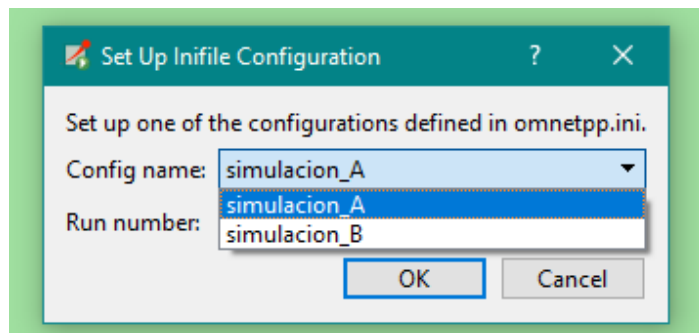 Set Up Inifile Configuration ? ×
Set up one of the configurations defined in omnetpp.ini.
Config name: simulacion_A
simulacion_A
Run number:
simulacion_B
OK Cancel